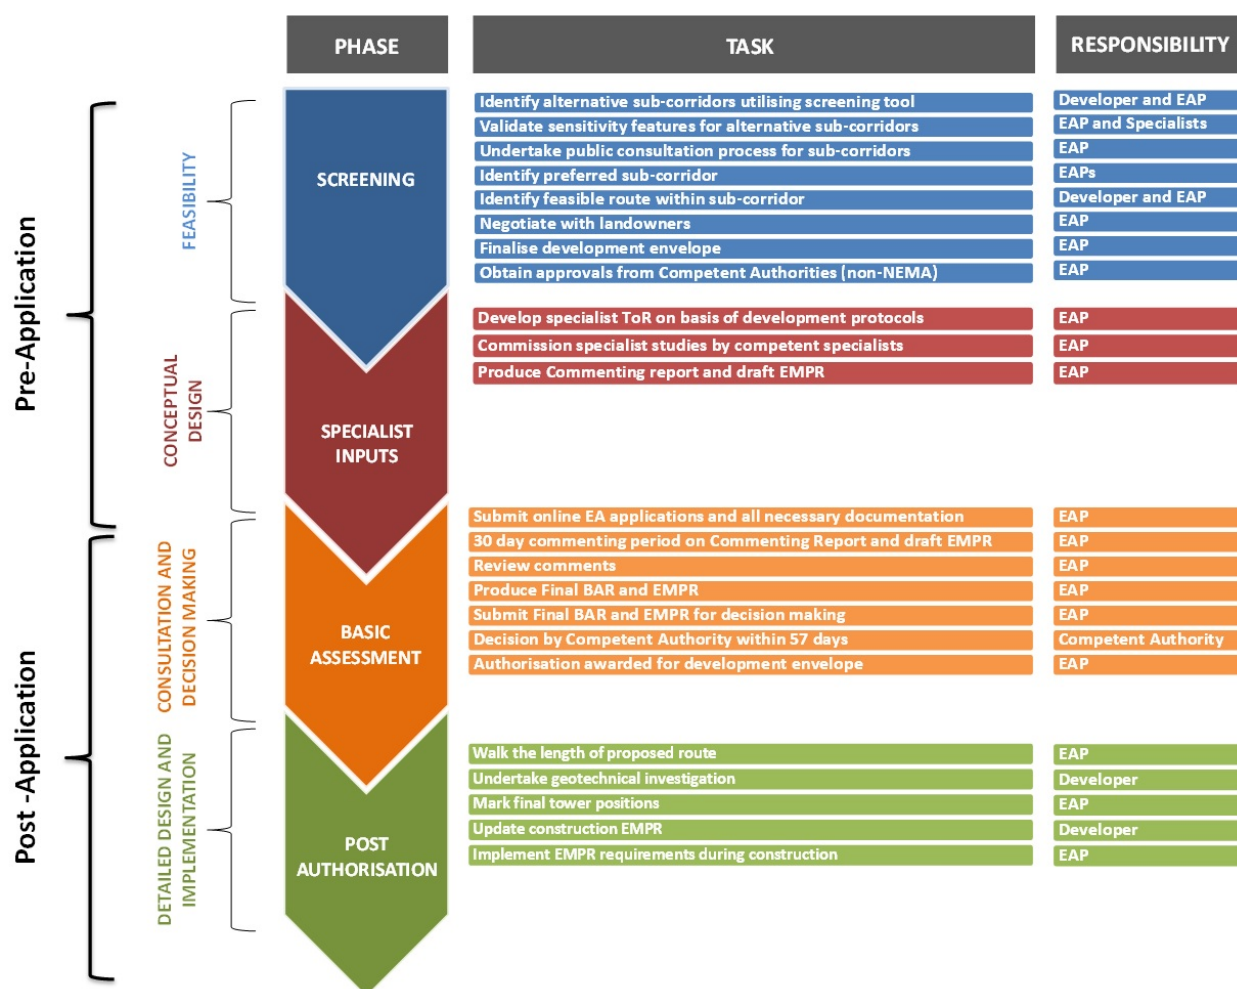 PHASE
TASK
RESPONSIBILITY
Pre-Application
FEASIBILITY
SCREENING
Identify alternative sub-corridors utilising screening tool
Developer and EAP
Validate sensitivity features for alternative sub-corridors
EAP and Specialists
Undertake public consultation process for sub-corridors
EAP
Identify preferred sub-corridor
EAPs
Identify feasible route within sub-corridor
Developer and EAP
Negotiate with landowners
EAP
Finalise development envelope
EAP
Obtain approvals from Competent Authorities (non-NEMA)
EAP
CONCEPTUAL
DESIGN
SPECIALIST
INPUTS
Develop specialist ToR on basis of development protocols
EAP
Commission specialist studies by competent specialists
EAP
Produce Commenting report and draft EMPR
EAP
Post -Application
CONSULTATION AND
DECISION MAKING
BASIC
ASSESSMENT
Submit online EA applications and all necessary documentation
EAP
30 day commenting period on Commenting Report and draft EMPR
EAP
Review comments
EAP
Produce Final BAR and EMPR
EAP
Submit Final BAR and EMPR for decision making
EAP
Decision by Competent Authority within 57 days
Competent Authority
Authorisation awarded for development envelope
EAP
DETAILED DESIGN AND
IMPLEMENTATION
POST
AUTHORISATION
Walk the length of proposed route
EAP
Undertake geotechnical investigation
Developer
Mark final tower positions
EAP
Update construction EMPR
Developer
Implement EMPR requirements during construction
EAP